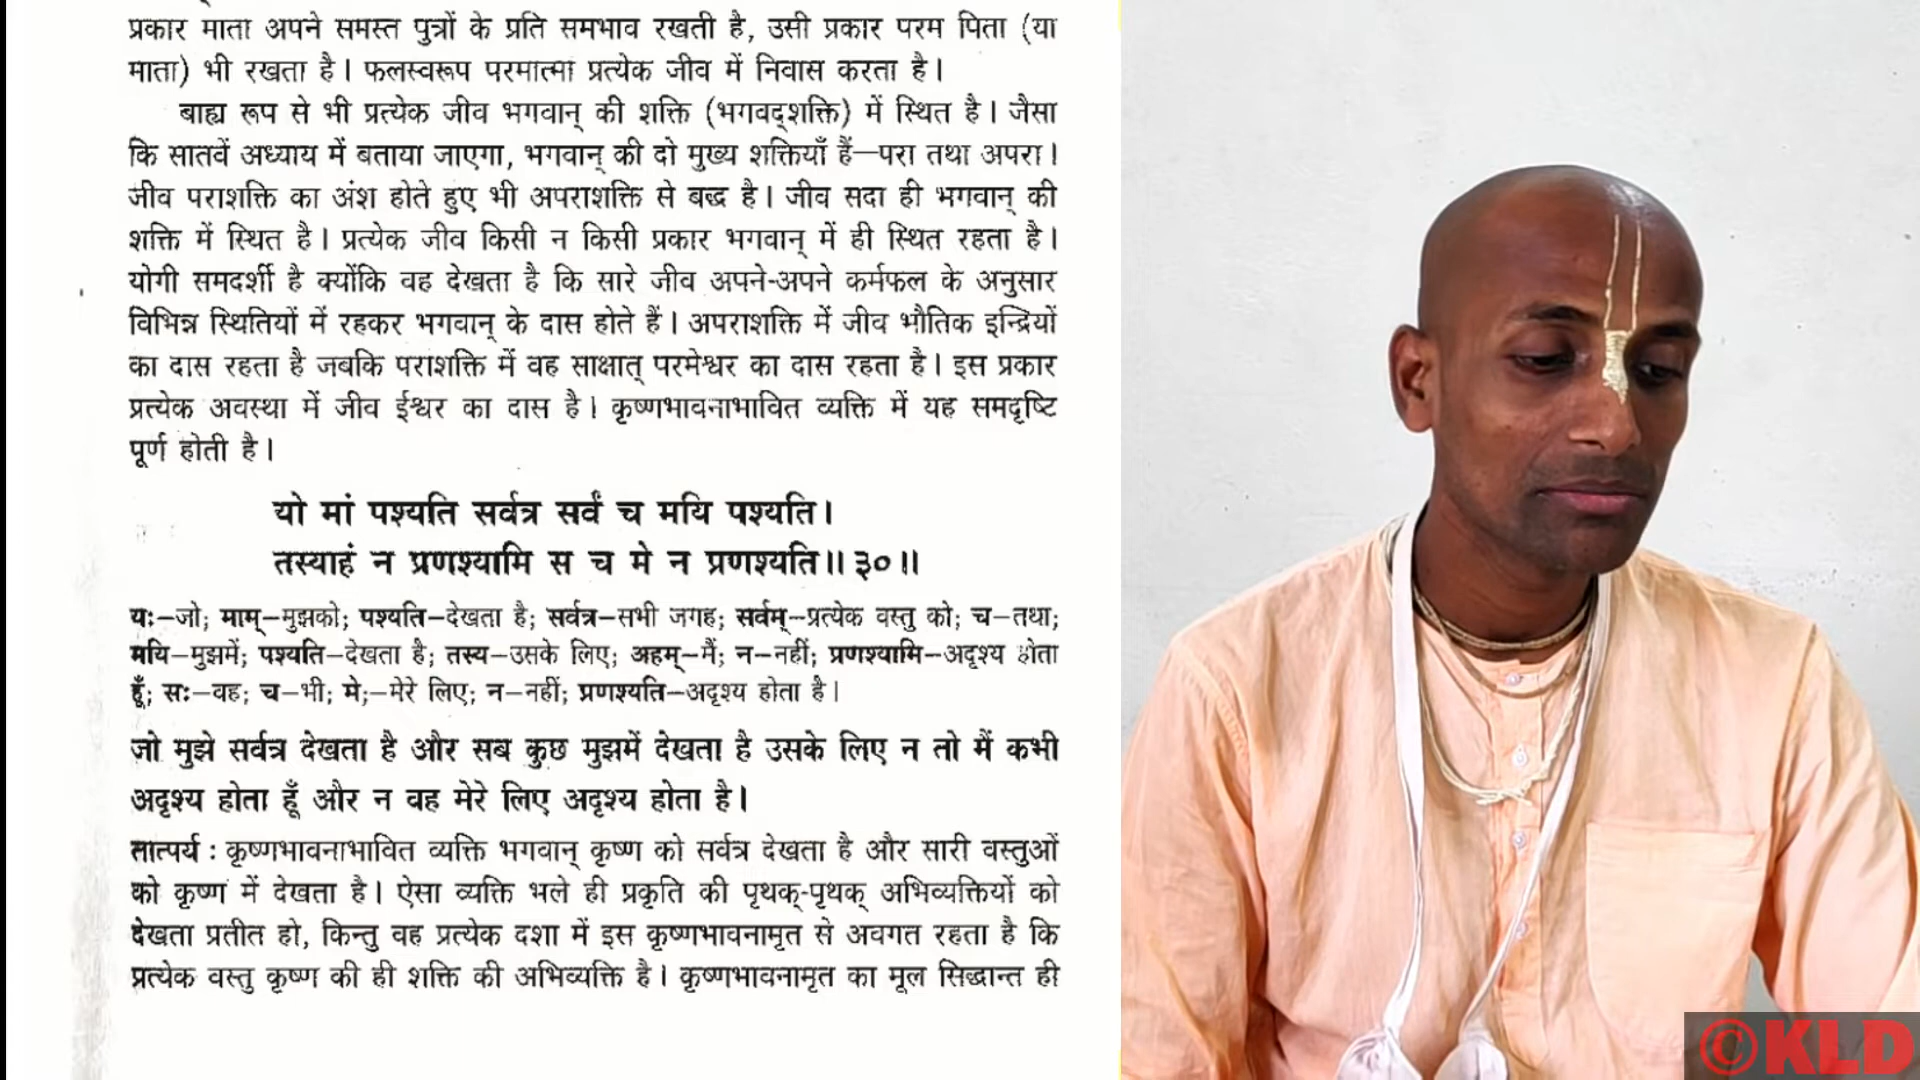 प्रकार माता अपने समस्त पुत्रों के प्रति समभाव रखती है, उसी प्रकार परम पिता (या
माता) भी रखता है। फलस्वरूप परमात्मा प्रत्येक जीव में निवास करता है।
बाह्य रूप से भी प्रत्येक जीव भगवान् की शक्ति (भगवद्शक्ति) में स्थित है। जैसा
कि सातवें अध्याय में बताया जाएगा, भगवान् की दो मुख्य शक्तियाँ हैं—परा तथा अपरा।
जीव पराशक्ति का अंश होते हुए भी अपराशक्ति से बद्ध है। जीव सदा ही भगवान् की
शक्ति में स्थित है। प्रत्येक जीव किसी न किसी प्रकार भगवान् में ही स्थित रहता है।
योगी समदर्शी है क्योंकि वह देखता है कि सारे जीव अपने-अपने कर्मफल के अनुसार
विभिन्न स्थितियों में रहकर भगवान् के दास होते हैं। अपराशक्ति में जीव भौतिक इन्द्रियों
का दास रहता है जबकि पराशक्ति में वह साक्षात् परमेश्वर का दास रहता है। इस प्रकार
प्रत्येक अवस्था में जीव ईश्वर का दास है। कृष्णभावनाभावित व्यक्ति में यह समदृष्टि
पूर्ण होती है।
यो मां पश्यति सर्वत्र सर्वं च मयि पश्यति।
तस्याहं न प्रणश्यामि स च मे न प्रणश्यति॥३०॥
यः—जो; माम्—मुझको; पश्यति—देखता है; सर्वत्र—सभी जगह; सर्वम्—प्रत्येक वस्तु को; च—तथा;
मयि—मुझमें; पश्यति—देखता है; तस्य—उसके लिए; अहम्—मैं; न—नहीं; प्रणश्यामि—अदृश्य होता
हूँ; सः—वह; च—भी; मे;—मेरे लिए; न—नहीं; प्रणश्यति—अदृश्य होता है।
जो मुझे सर्वत्र देखता है और सब कुछ मुझमें देखता है उसके लिए न तो मैं कभी
अदृश्य होता हूँ और न वह मेरे लिए अदृश्य होता है।
तात्पर्य : कृष्णभावनाभावित व्यक्ति भगवान् कृष्ण को सर्वत्र देखता है और सारी वस्तुओं
को कृष्ण में देखता है। ऐसा व्यक्ति भले ही प्रकृति की पृथक्-पृथक् अभिव्यक्तियों को
देखता प्रतीत हो, किन्तु वह प्रत्येक दशा में इस कृष्णभावनामृत से अवगत रहता है कि
प्रत्येक वस्तु कृष्ण की ही शक्ति की अभिव्यक्ति है। कृष्णभावनामृत का मूल सिद्धान्त ही
©KLD